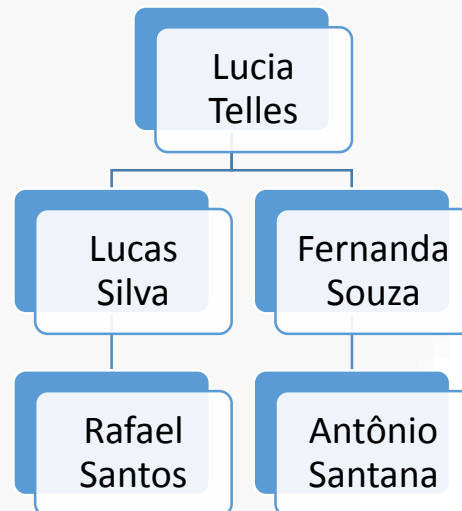 Lucia
Telles
Lucas
Silva
Fernanda
Souza
Rafael
Santos
Antônio
Santana